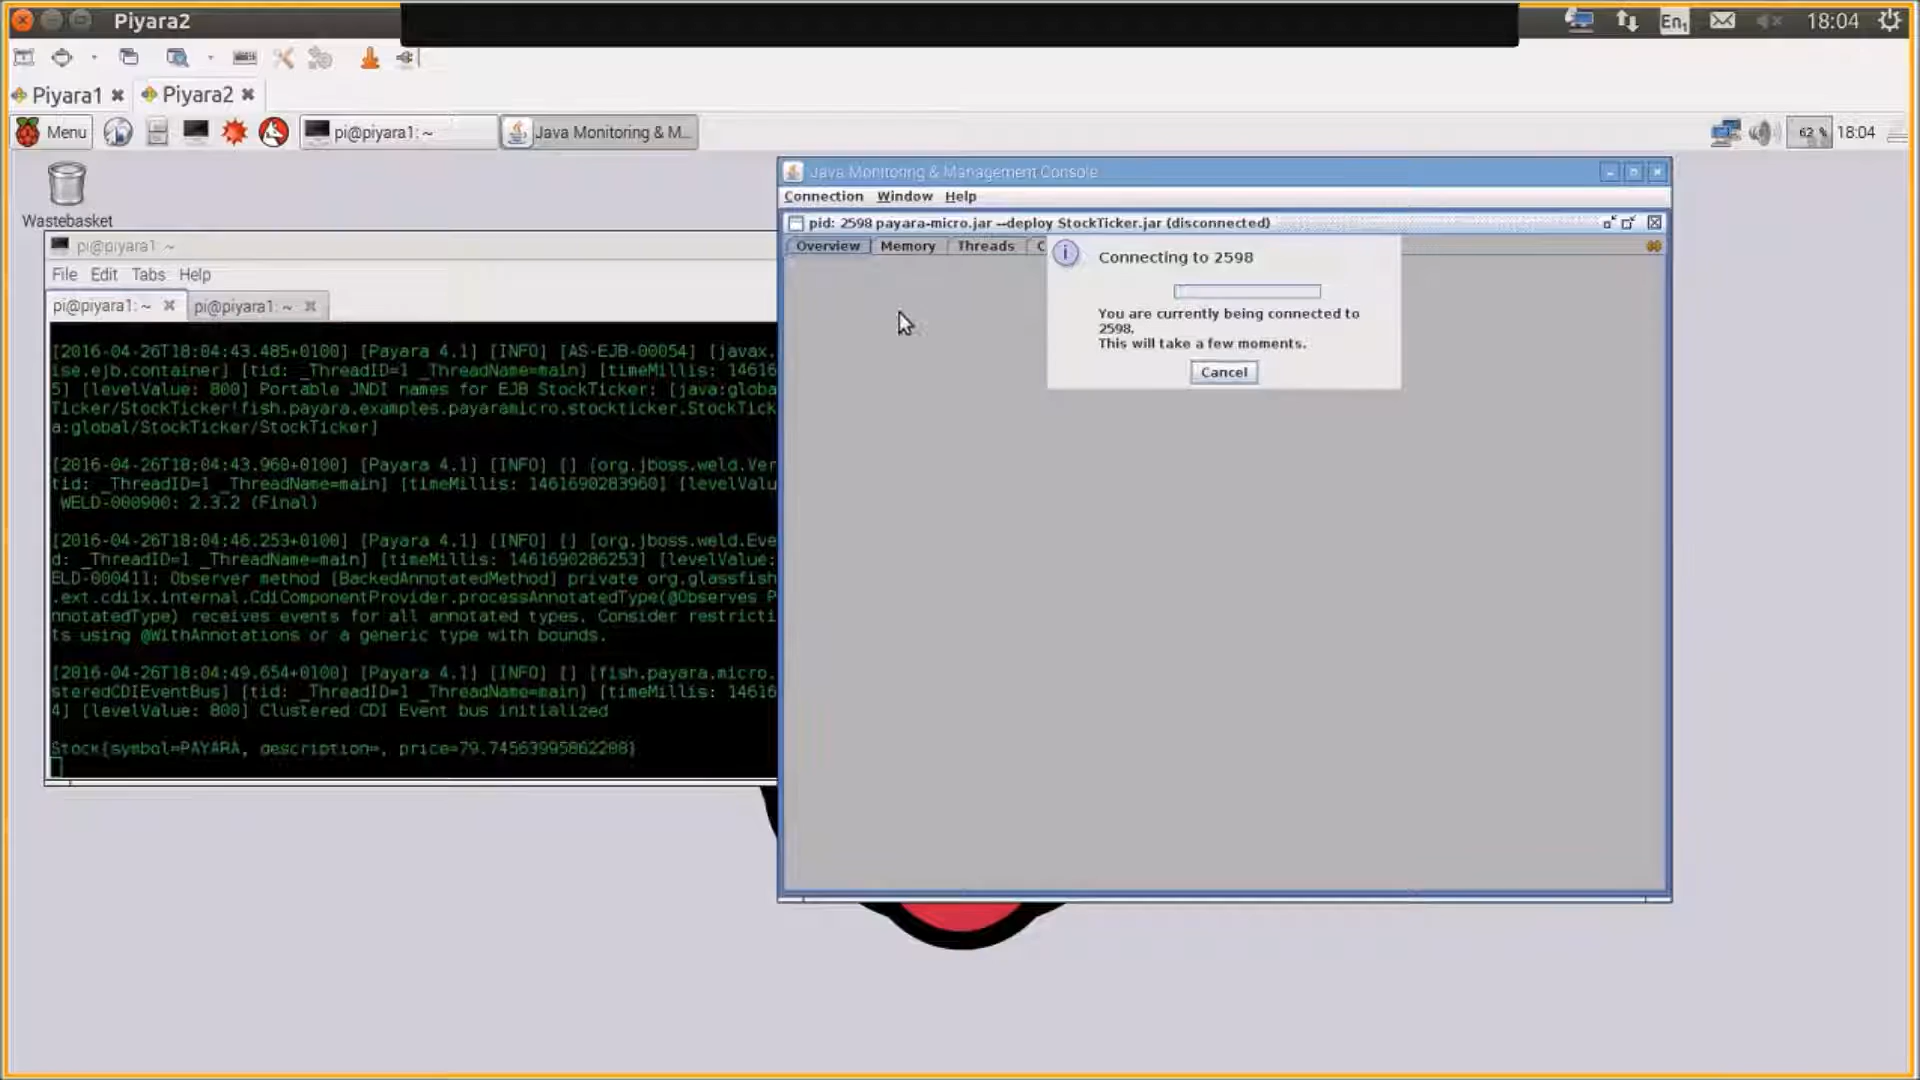 Piyara2
En1
18:04
Piyara1
Piyara2
Menu
pi@piyara1: ~
Java Monitoring & M...
62 %
18:04
Wastebasket
pi@piyara1: ~
File Edit Tabs Help
pi@piyara1: ~
pi@piyara1: ~
[2016-04-26T18:04:43.485+0100] [Payara 4.1] [INFO] [AS-EJB-00054] [javax.
ise.ejb.container] [tid: _ThreadID=1 _ThreadName=main] [timeMillis: 14616
5] [levelValue: 800] Portable JNDI names for EJB StockTicker: [java:globa
Ticker/StockTicker!fish.payara.examples.payaramicro.stockticker.StockTick
a:global/StockTicker/StockTicker]
[2016-04-26T18:04:43.960+0100] [Payara 4.1] [INFO] [] [org.jboss.weld.Ver
tid: _ThreadID=1 _ThreadName=main] [timeMillis: 1461690283960] [levelValu
WELD-000900: 2.3.2 (Final)
[2016-04-26T18:04:46.253+0100] [Payara 4.1] [INFO] [] [org.jboss.weld.Eve
d: _ThreadID=1 _ThreadName=main] [timeMillis: 1461690286253] [levelValue:
ELD-000411: Observer method [BackedAnnotatedMethod] private org.glassfish
.ext.cdi1x.internal.CdiComponentProvider.processAnnotatedType(@Observes P
nnotatedType) receives events for all annotated types. Consider restricti
ts using @WithAnnotations or a generic type with bounds.
[2016-04-26T18:04:49.654+0100] [Payara 4.1] [INFO] [] [fish.payara.micro.
steredCDIEventBus] [tid: _ThreadID=1 _ThreadName=main] [timeMillis: 14616
4] [levelValue: 800] Clustered CDI Event bus initialized
Stock{symbol=PAYARA, description=, price=79.74563995862208}
Java Monitoring & Management Console
Connection Window Help
pid: 2598 payara-micro.jar --deploy StockTicker.jar (disconnected)
Overview Memory Threads C
Connecting to 2598
You are currently being connected to
2598.
This will take a few moments.
Cancel